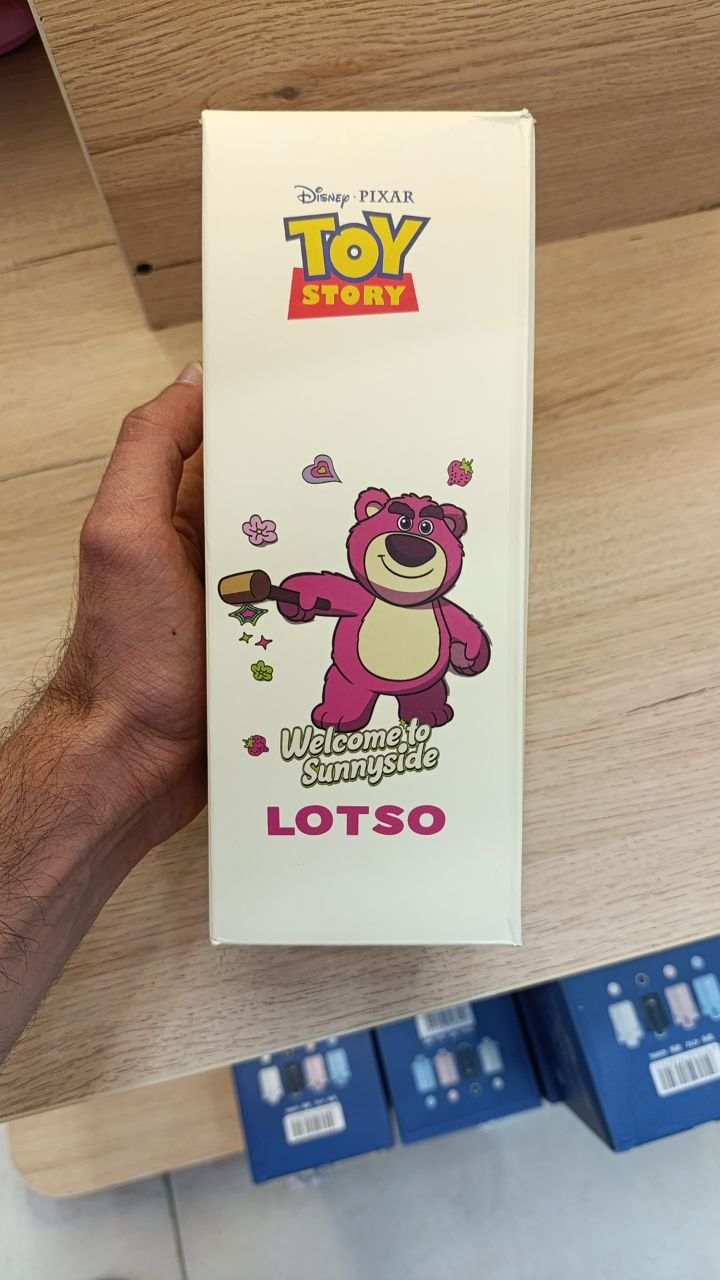 Disney · PIXAR
TOY
STORY
Welcome to
Sunnyside
LOTSO